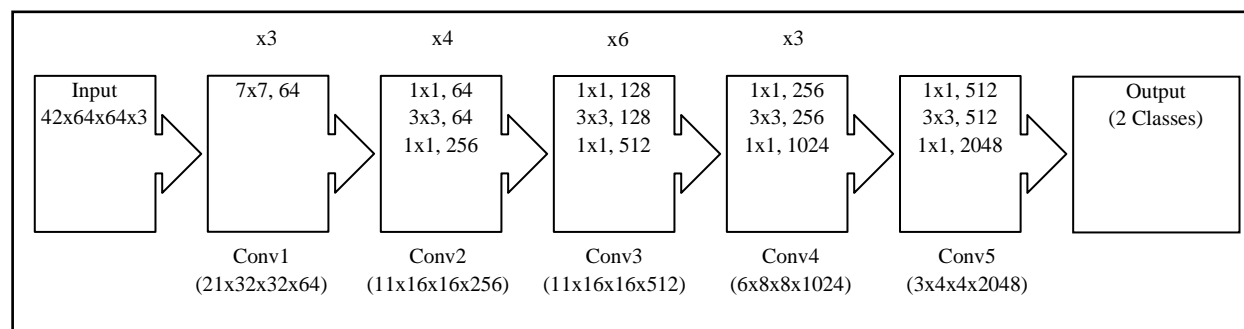 x3 x4 x6 x3
Input
42x64x64x3
7x7, 64
1x1, 64
3x3, 64
1x1, 256
1x1, 128
3x3, 128
1x1, 512
1x1, 256
3x3, 256
1x1, 1024
1x1, 512
3x3, 512
1x1, 2048
Output
(2 Classes)
Conv1
(21x32x32x64)
Conv2
(11x16x16x256)
Conv3
(11x16x16x512)
Conv4
(6x8x8x1024)
Conv5
(3x4x4x2048)